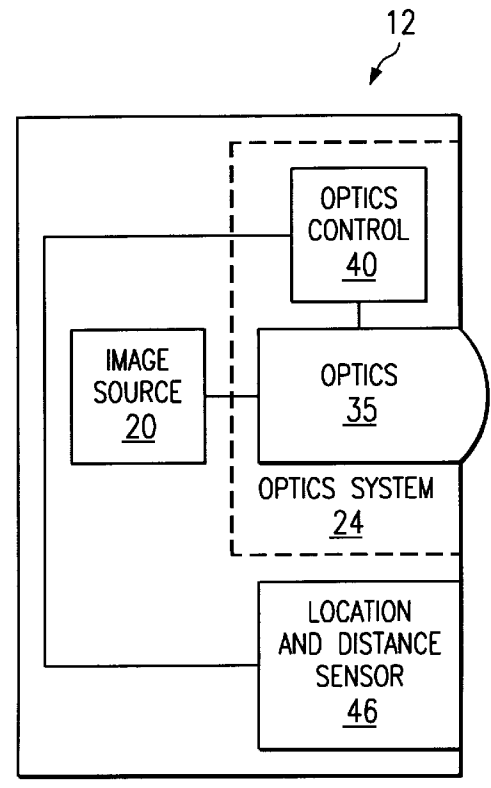 12
OPTICS
CONTROL
40
IMAGE
SOURCE
20
OPTICS
35
OPTICS SYSTEM
24
LOCATION
AND DISTANCE
SENSOR
46